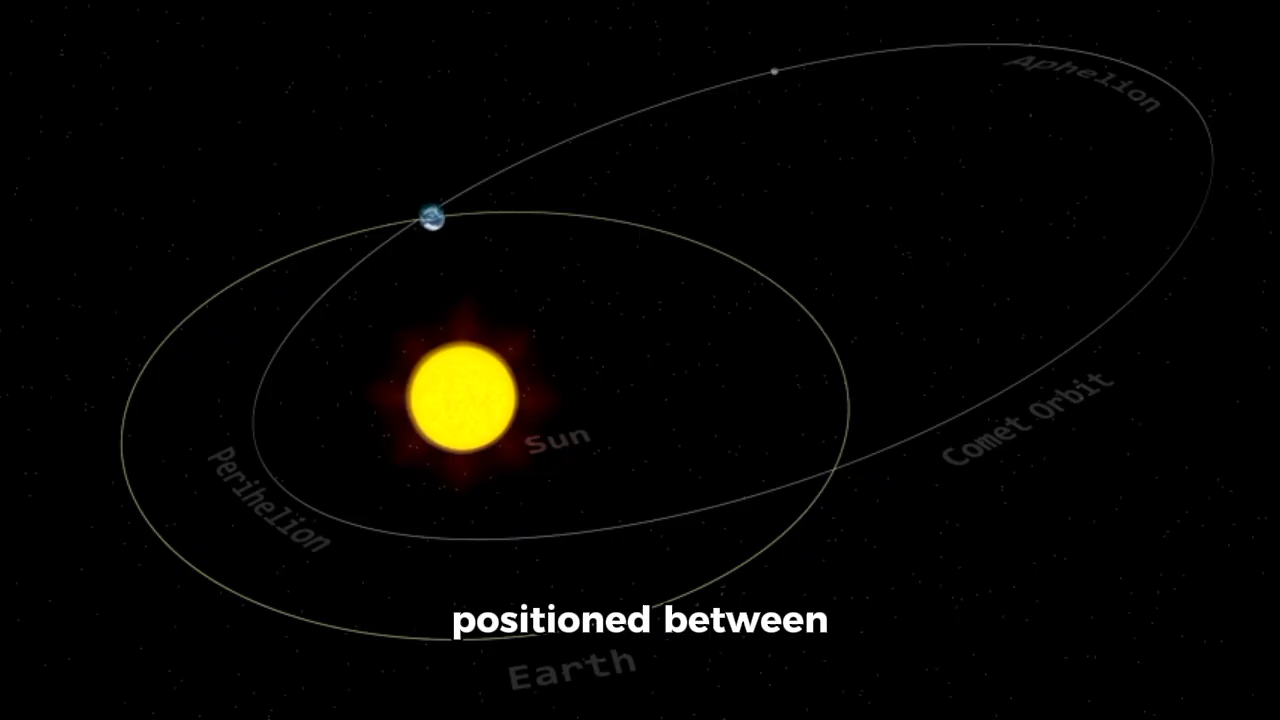 Aphelion
Comet Orbit
Sun
Perihelion
positioned between
Earth